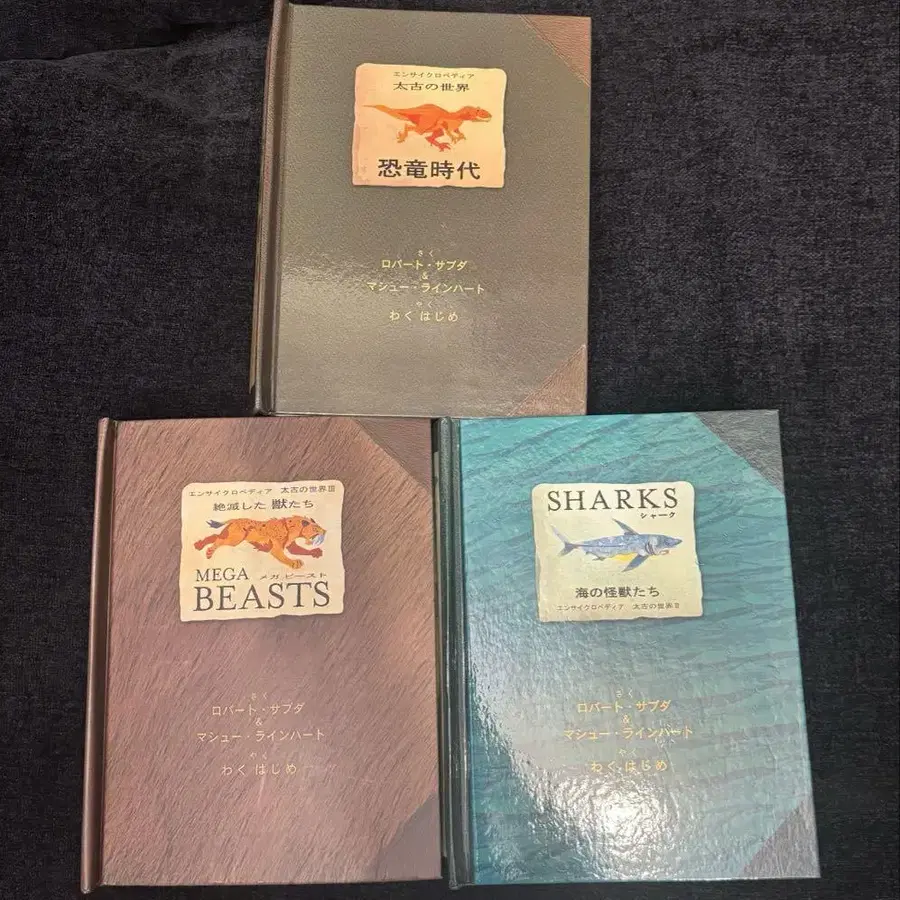 エンサイクロペディア
太古の世界
恐竜時代
さく
ロバート・サブダ
&
マシュー・ラインハート
やく
わく はじめ
エンサイクロペディア 太古の世界Ⅲ
絶滅した 獣たち
MEGA メガ ビースト
BEASTS
さく
ロバート・サブダ
&
マシュー・ラインハート
やく
わく はじめ
SHARKS
シャーク
海の怪獣たち
エンサイクロペディア 太古の世界Ⅱ
さく
ロバート・サブダ
&
マシュー・ラインハート
やく
わく はじめ